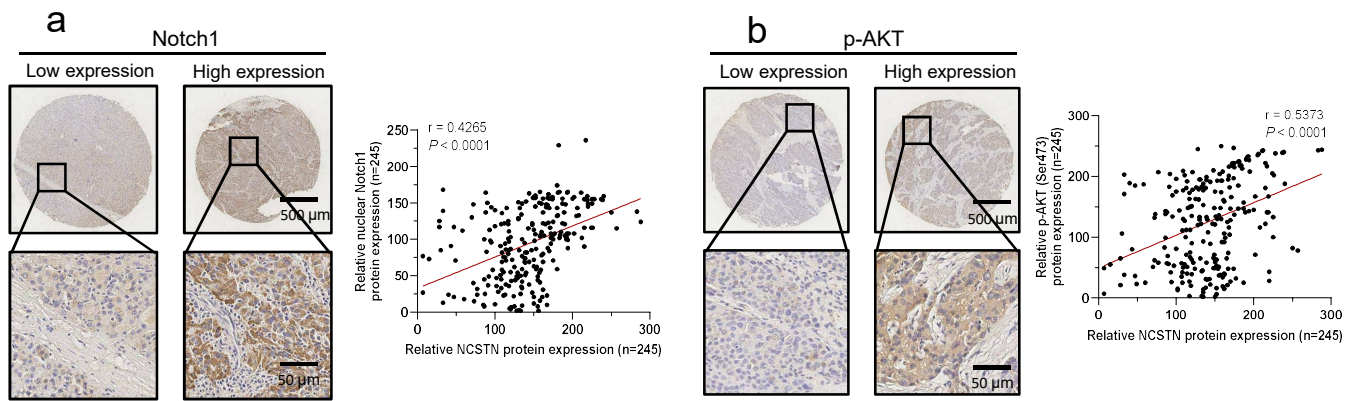 a
Notch1
Low expression
High expression
500 μm
50 μm
r = 0.4265
P < 0.0001
Relative nuclear Notch1
protein expression (n=245)
250
200
150
100
50
0
0 100 200 300
Relative NCSTN protein expression (n=245)
b
p-AKT
Low expression
High expression
500 μm
50 μm
r = 0.5373
P < 0.0001
Relative p-AKT (Ser473)
protein expression (n=245)
300
200
100
0
0 100 200 300
Relative NCSTN protein expression (n=245)